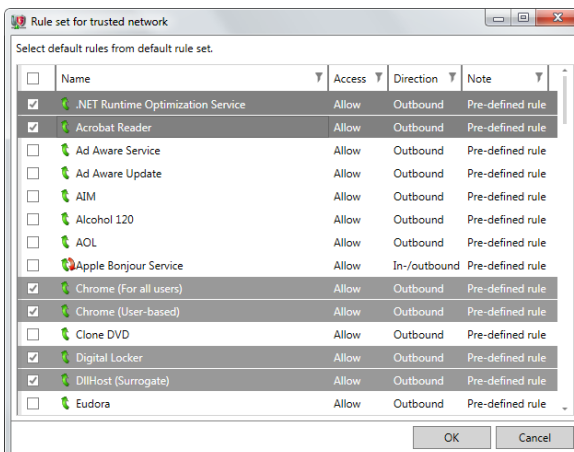 Rule set for trusted network
Select default rules from default rule set.
Name Access Direction Note
.NET Runtime Optimization Service Allow Outbound Pre-defined rule
Acrobat Reader Allow Outbound Pre-defined rule
Ad Aware Service Allow Outbound Pre-defined rule
Ad Aware Update Allow Outbound Pre-defined rule
AIM Allow Outbound Pre-defined rule
Alcohol 120 Allow Outbound Pre-defined rule
AOL Allow Outbound Pre-defined rule
Apple Bonjour Service Allow In-/outbound Pre-defined rule
Chrome (For all users) Allow Outbound Pre-defined rule
Chrome (User-based) Allow Outbound Pre-defined rule
Clone DVD Allow Outbound Pre-defined rule
Digital Locker Allow Outbound Pre-defined rule
DllHost (Surrogate) Allow Outbound Pre-defined rule
Eudora Allow Outbound Pre-defined rule
OK Cancel